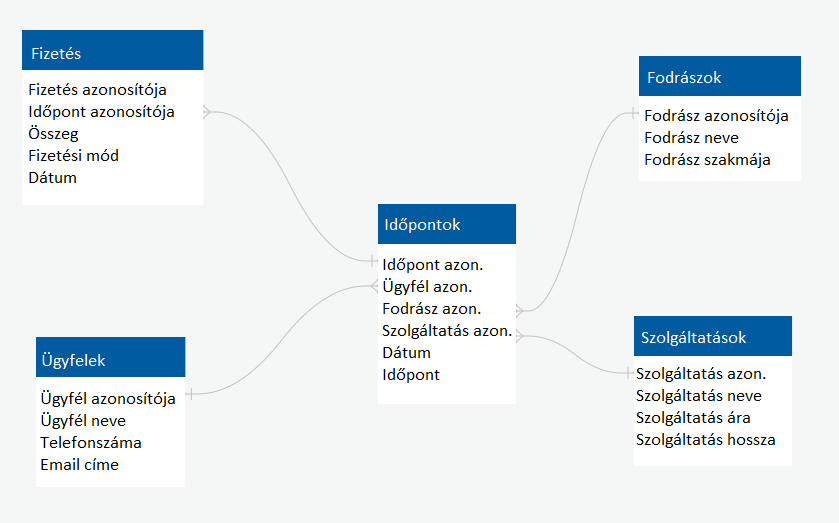 Fizetés
Fizetés azonosítója
Időpont azonosítója
Összeg
Fizetési mód
Dátum
Fodrászok
Fodrász azonosítója
Fodrász neve
Fodrász szakmája
Időpontok
Időpont azon.
Ügyfél azon.
Fodrász azon.
Szolgáltatás azon.
Dátum
Időpont
Ügyfelek
Ügyfél azonosítója
Ügyfél neve
Telefonszáma
Email címe
Szolgáltatások
Szolgáltatás azon.
Szolgáltatás neve
Szolgáltatás ára
Szolgáltatás hossza